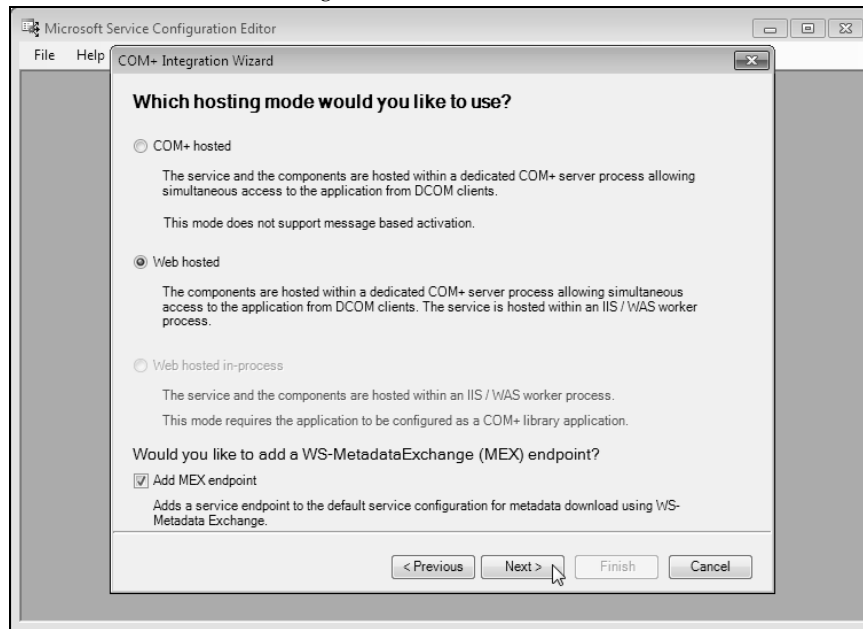 Microsoft Service Configuration Editor
File Help
COM+ Integration Wizard
Which hosting mode would you like to use?
COM+ hosted
The service and the components are hosted within a dedicated COM+ server process allowing
simultaneous access to the application from DCOM clients.
This mode does not support message based activation.
Web hosted
The components are hosted within a dedicated COM+ server process allowing simultaneous
access to the application from DCOM clients. The service is hosted within an IIS / WAS worker
process.
Web hosted in-process
The service and the components are hosted within an IIS / WAS worker process.
This mode requires the application to be configured as a COM+ library application.
Would you like to add a WS-MetadataExchange (MEX) endpoint?
Add MEX endpoint
Adds a service endpoint to the default service configuration for metadata download using WS-
Metadata Exchange.
< Previous Next > Finish Cancel